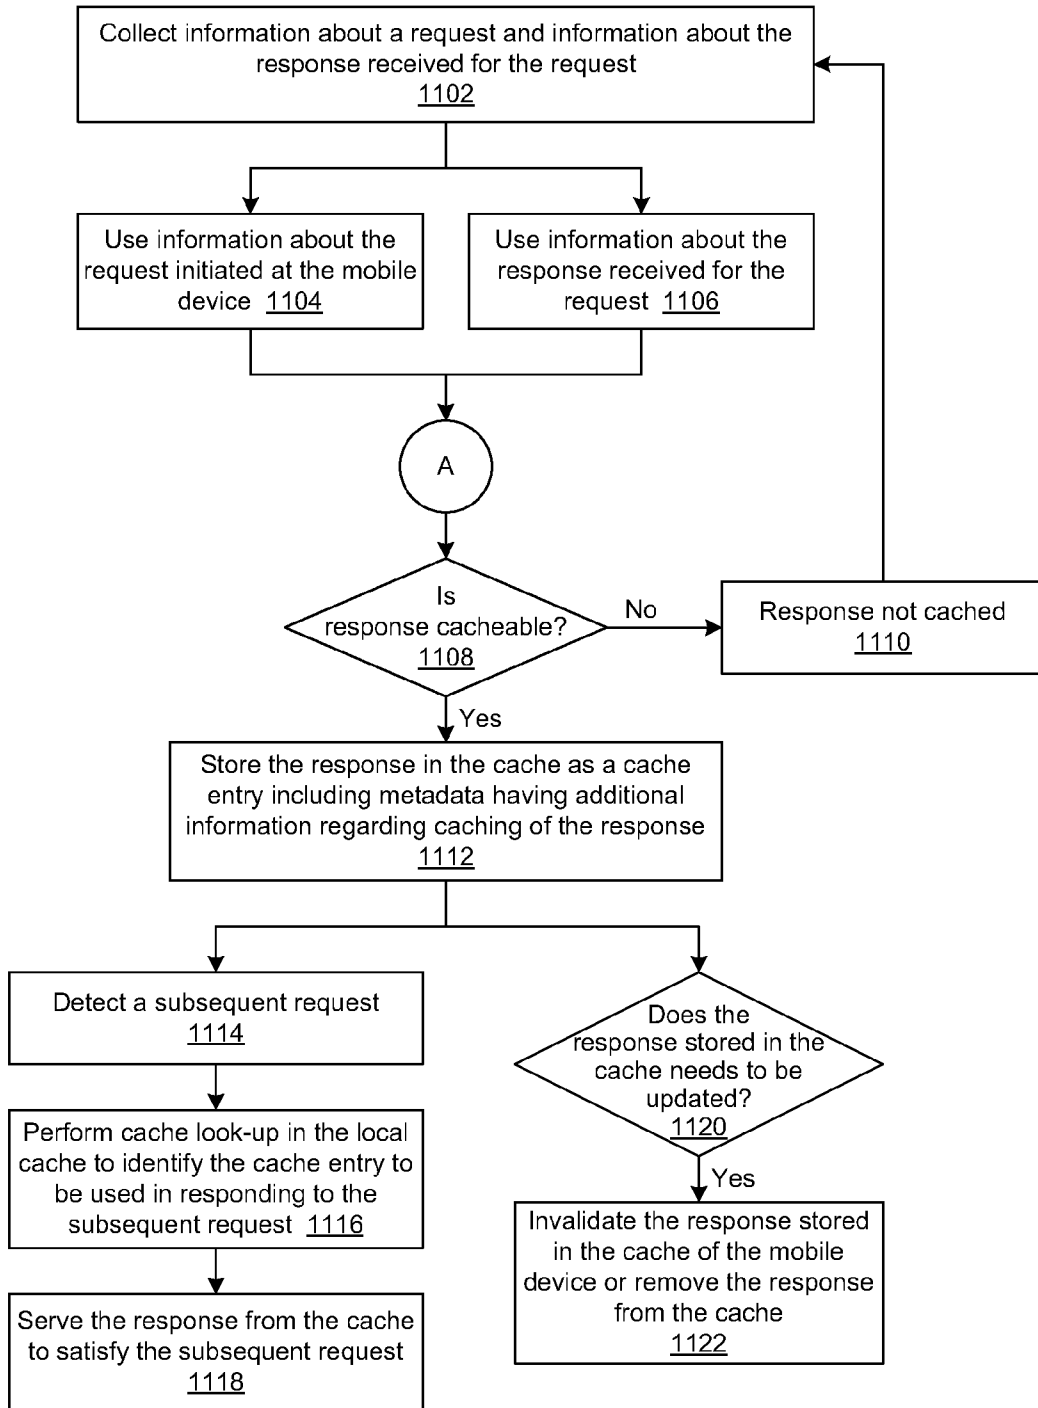 Collect information about a request and information about the
response received for the request
1102
Use information about the
request initiated at the mobile
device 1104
Use information about the
response received for the
request 1106
A
Is
response cacheable?
1108
No
Response not cached
1110
Yes
Store the response in the cache as a cache
entry including metadata having additional
information regarding caching of the response
1112
Detect a subsequent request
1114
Perform cache look-up in the local
cache to identify the cache entry to
be used in responding to the
subsequent request 1116
Serve the response from the cache
to satisfy the subsequent request
1118
Does the
response stored in the
cache needs to be
updated?
1120
Yes
Invalidate the response stored
in the cache of the mobile
device or remove the response
from the cache
1122